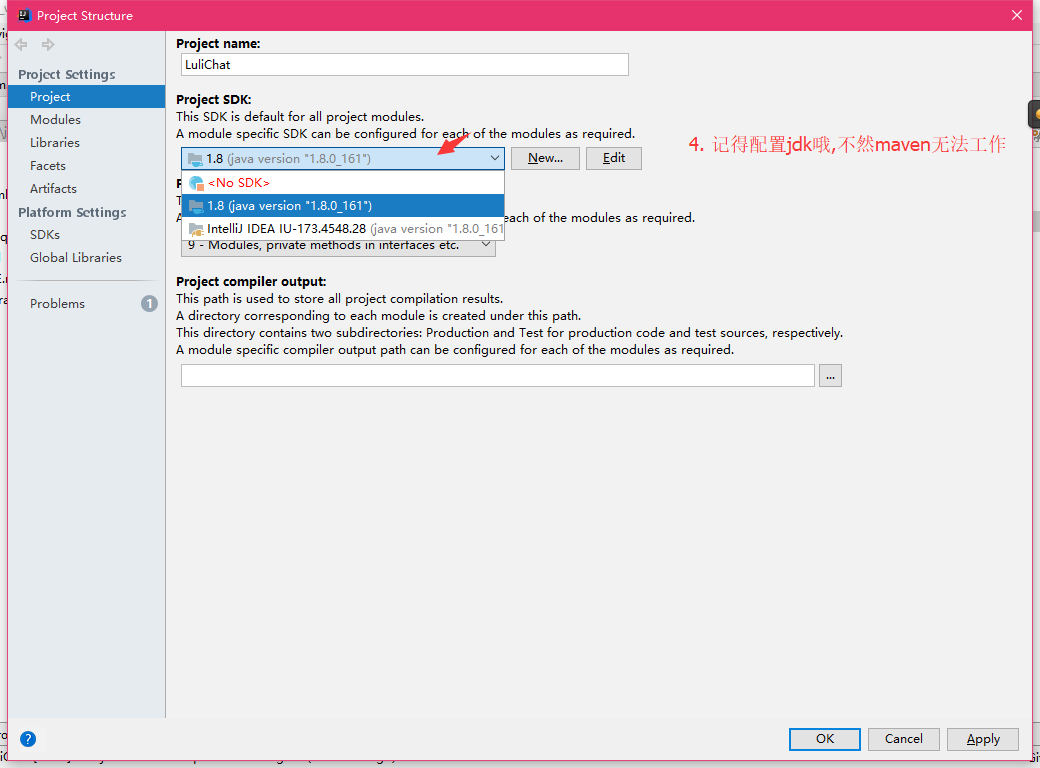 Project Structure
Project name:
LuliChat
Project Settings
Project
Modules
Libraries
Facets
Artifacts
Platform Settings
SDKs
Global Libraries
Problems
1
Project SDK:
This SDK is default for all project modules.
A module specific SDK can be configured for each of the modules as required.
1.8 (java version "1.8.0_161")
New...
Edit
4. 记得配置jdk哦,不然maven无法工作
<No SDK>
1.8 (java version "1.8.0_161")
each of the modules as required.
IntelliJ IDEA IU-173.4548.28 (java version "1.8.0_161
9 - Modules, private methods in interfaces etc.
Project compiler output:
This path is used to store all project compilation results.
A directory corresponding to each module is created under this path.
This directory contains two subdirectories: Production and Test for production code and test sources, respectively.
A module specific compiler output path can be configured for each of the modules as required.
...
?
OK
Cancel
Apply